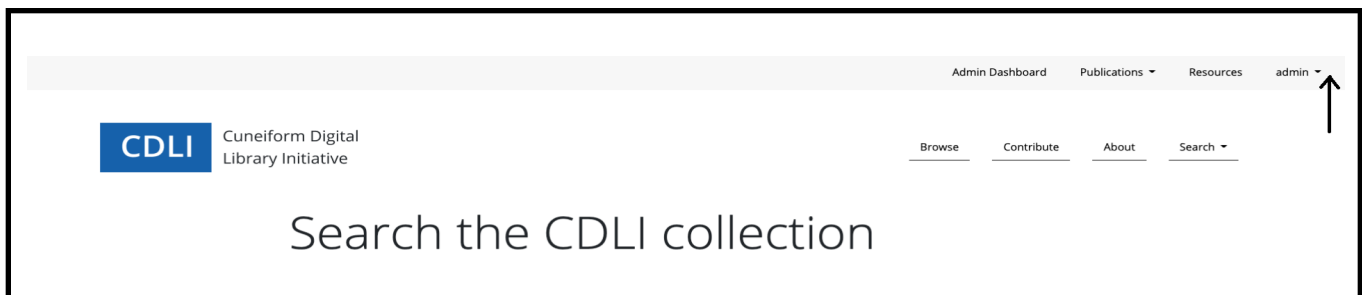 Admin Dashboard Publications Resources admin
CDLI
Cuneiform Digital
Library Initiative
Browse Contribute About Search
Search the CDLI collection